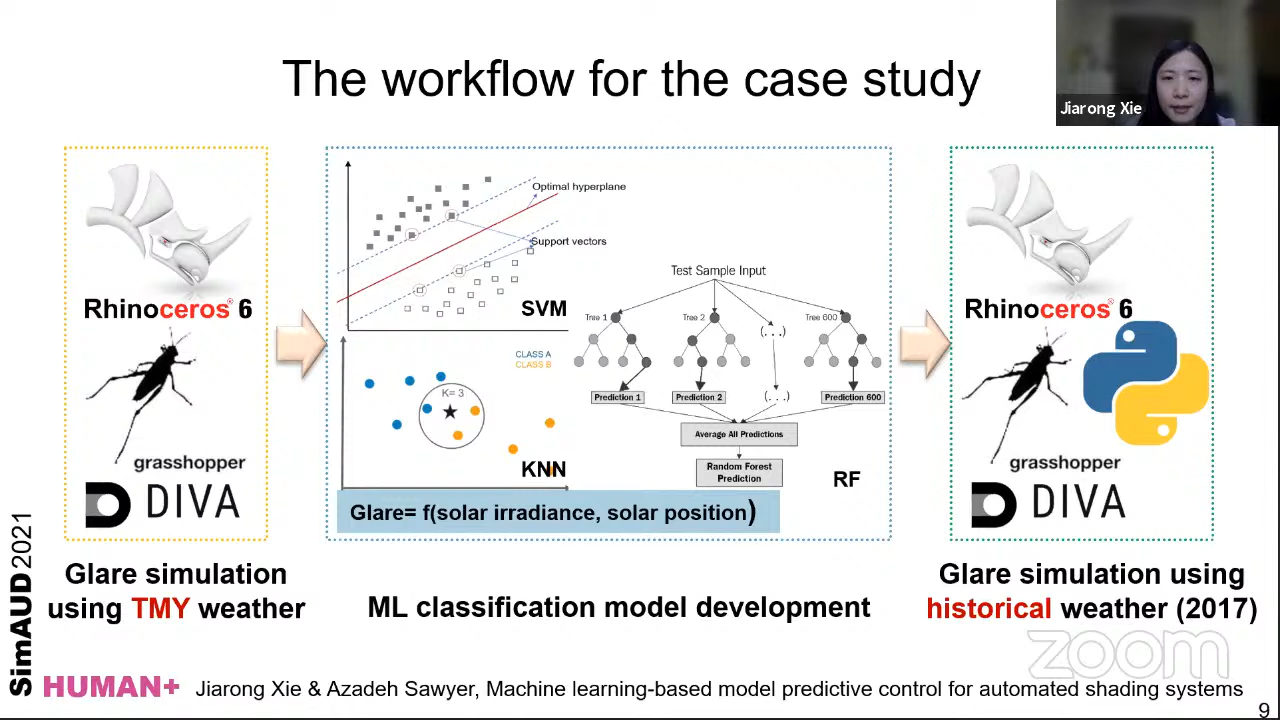 The workflow for the case study
Jiarong Xie
Rhinoceros® 6
grasshopper
DIVA
Glare simulation
using TMY weather
Optimal hyperplane
Support vectors
SVM
CLASS A
CLASS B
K= 3
KNN
Test Sample Input
Tree 1
Tree 2
(. . .)
Tree 600
Prediction 1
Prediction 2
(. . .)
Prediction 600
Average All Predictions
Random Forest
Prediction
RF
Glare= f(solar irradiance, solar position)
ML classification model development
Rhinoceros® 6
grasshopper
DIVA
Glare simulation using
historical weather (2017)
zoom
SimAUD2021
HUMAN+
Jiarong Xie & Azadeh Sawyer, Machine learning-based model predictive control for automated shading systems
9